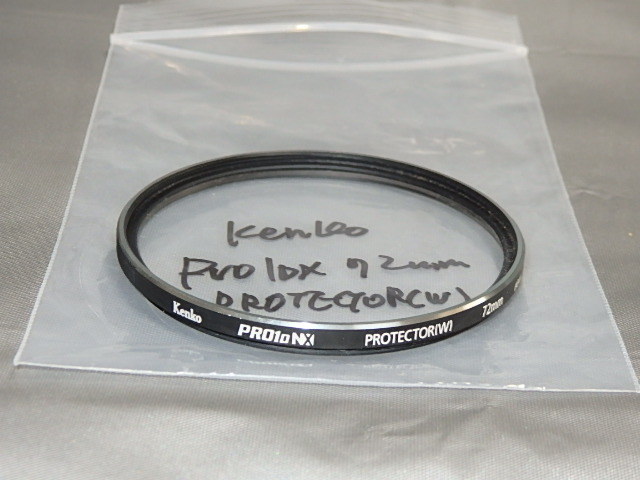 Kenko
PRO1DX 72mm
PROTECTOR(W)
Kenko PRO1D NX PROTECTOR(W) 72mm